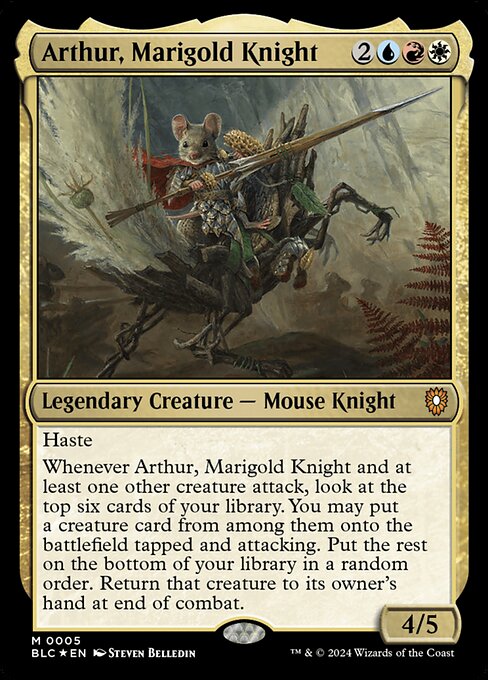 Arthur, Marigold Knight 2
Legendary Creature — Mouse Knight
Haste
Whenever Arthur, Marigold Knight and at
least one other creature attack, look at the
top six cards of your library. You may put
a creature card from among them onto the
battlefield tapped and attacking. Put the rest
on the bottom of your library in a random
order. Return that creature to its owner's
hand at end of combat.
4/5
M 0005
BLC ★ EN Steven Belledin
™ & © 2024 Wizards of the Coast